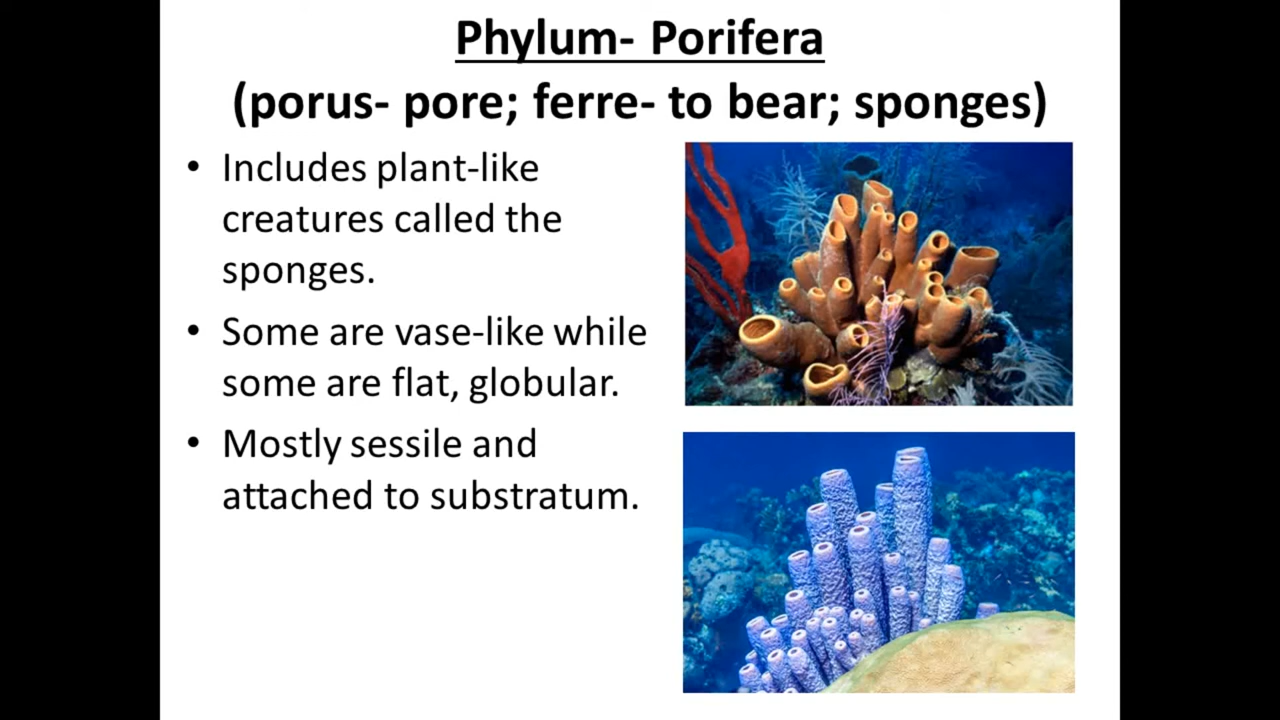 Phylum- Porifera
(porus- pore; ferre- to bear; sponges)
• Includes plant-like
creatures called the
sponges.
• Some are vase-like while
some are flat, globular.
• Mostly sessile and
attached to substratum.